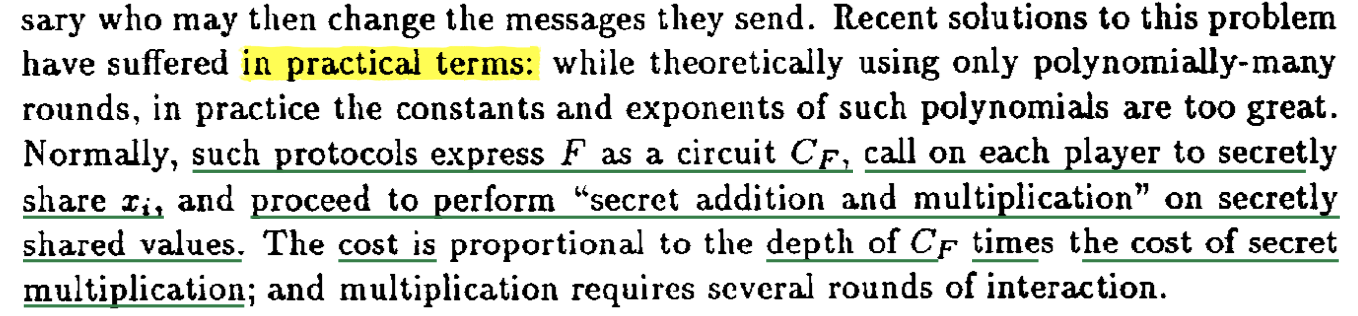 sary who may then change the messages they send. Recent solutions to this problem
have suffered in practical terms: while theoretically using only polynomially-many
rounds, in practice the constants and exponents of such polynomials are too great.
Normally, such protocols express F as a circuit C_F, call on each player to secretly
share x_i, and proceed to perform “secret addition and multiplication” on secretly
shared values. The cost is proportional to the depth of C_F times the cost of secret
multiplication; and multiplication requires several rounds of interaction.